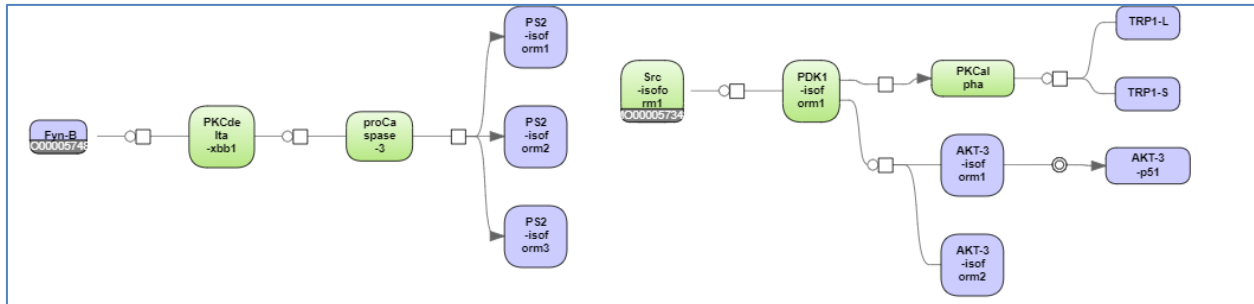 Fyn-B
O00005748
PKCde
lta
-xbb1
proCa
spase
-3
PS2
-isof
orm1
PS2
-isof
orm2
PS2
-isof
orm3
Src
-isofo
rm1
O00005734
PDK1
-isof
orm1
PKCal
pha
TRP1-L
TRP1-S
AKT-3
-isof
orm1
AKT-3
-p51
AKT-3
-isof
orm2